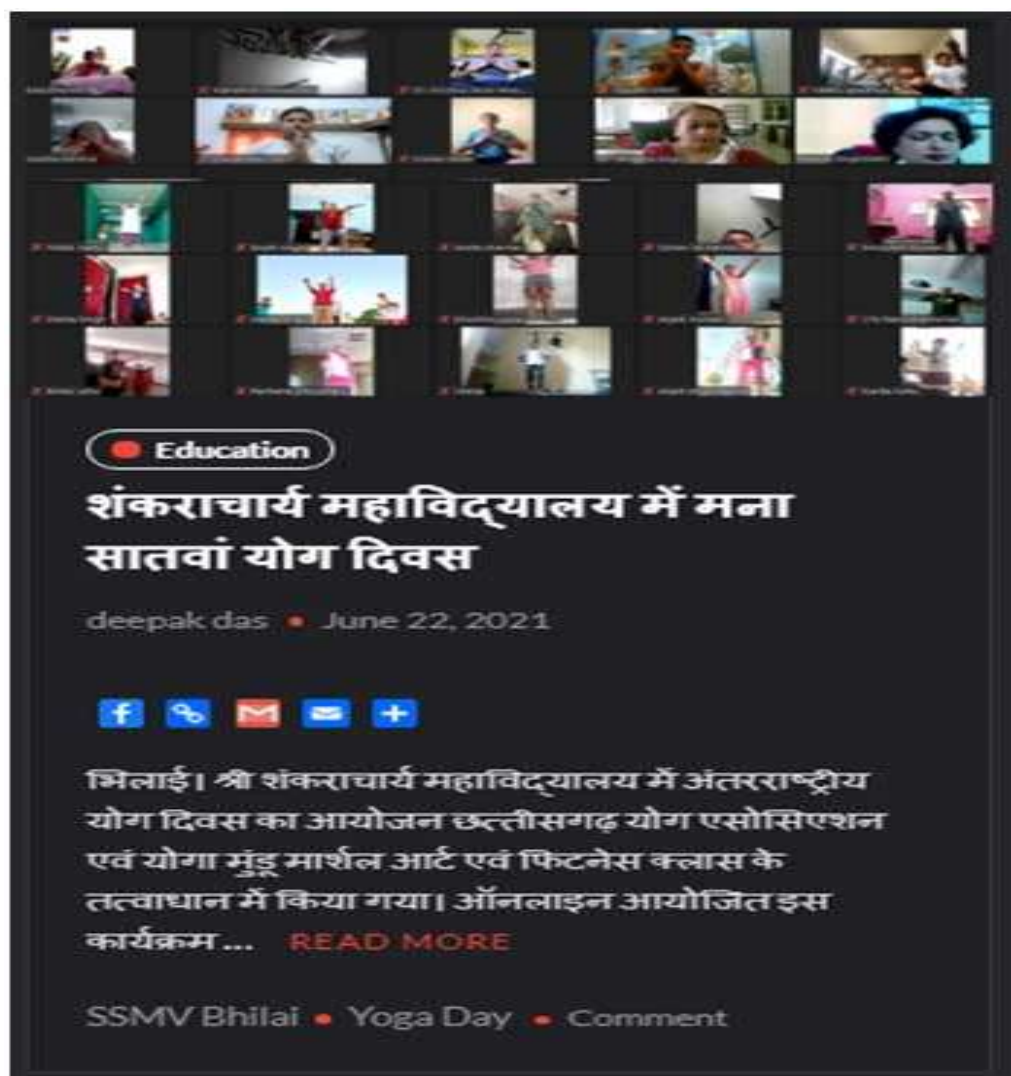 Education
शंकराचार्य महाविद्यालय में मना
सातवां योग दिवस
deepak das • June 22, 2021
भिलाई। श्री शंकराचार्य महाविद्यालय में अंतरराष्ट्रीय
योग दिवस का आयोजन छत्तीसगढ़ योग एसोसिएशन
एवं योगा मुंडू मार्शल आर्ट एवं फिटनेस क्लास के
तत्वाधान में किया गया। ऑनलाइन आयोजित इस
कार्यक्रम ... READ MORE
SSMV Bhilai • Yoga Day • Comment